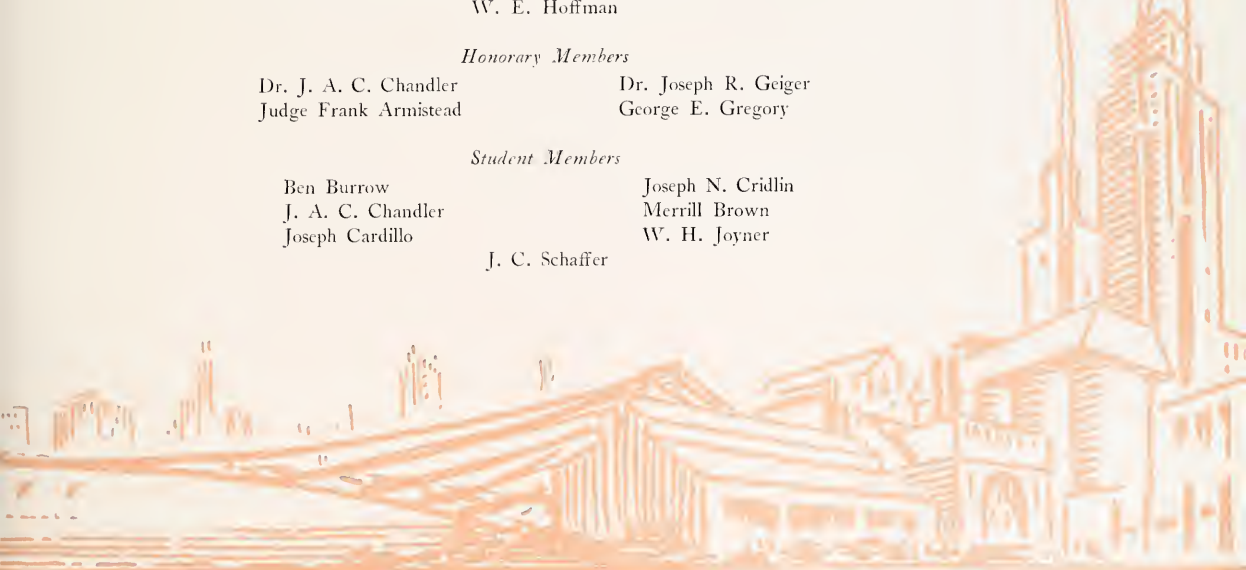 W. E. Hoffman
Honorary Members
Dr. J. A. C. Chandler
Judge Frank Armistead
Dr. Joseph R. Geiger
George E. Gregory
Student Members
Ben Burrow
J. A. C. Chandler
Joseph Cardillo
Joseph N. Cridlin
Merrill Brown
W. H. Joyner
J. C. Schaffer